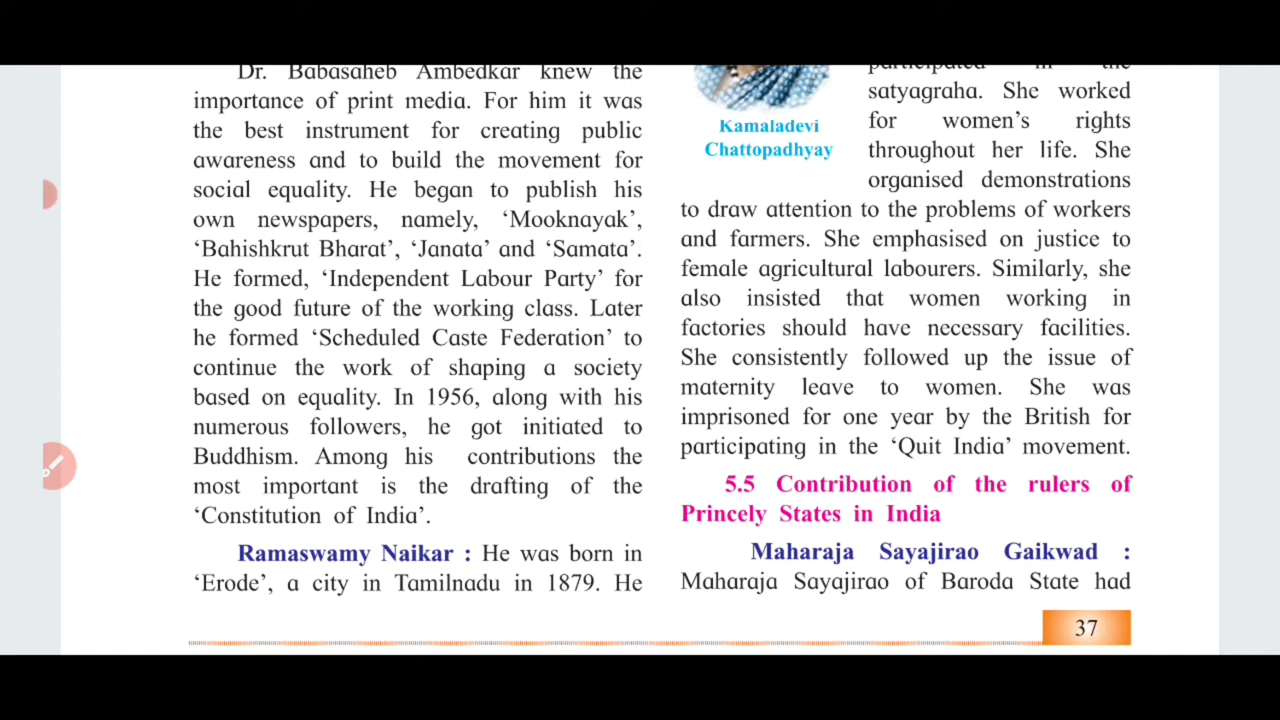 Dr. Babasaheb Ambedkar knew the
importance of print media. For him it was
the best instrument for creating public
awareness and to build the movement for
social equality. He began to publish his
own newspapers, namely, ‘Mooknayak’,
‘Bahishkrut Bharat’, ‘Janata’ and ‘Samata’.
He formed, ‘Independent Labour Party’ for
the good future of the working class. Later
he formed ‘Scheduled Caste Federation’ to
continue the work of shaping a society
based on equality. In 1956, along with his
numerous followers, he got initiated to
Buddhism. Among his contributions the
most important is the drafting of the
‘Constitution of India’.
Ramaswamy Naikar : He was born in
‘Erode’, a city in Tamilnadu in 1879. He
Kamaladevi
Chattopadhyay
participated in the
satyagraha. She worked
for women’s rights
throughout her life. She
organised demonstrations
to draw attention to the problems of workers
and farmers. She emphasised on justice to
female agricultural labourers. Similarly, she
also insisted that women working in
factories should have necessary facilities.
She consistently followed up the issue of
maternity leave to women. She was
imprisoned for one year by the British for
participating in the ‘Quit India’ movement.
5.5 Contribution of the rulers of
Princely States in India
Maharaja Sayajirao Gaikwad :
Maharaja Sayajirao of Baroda State had
37